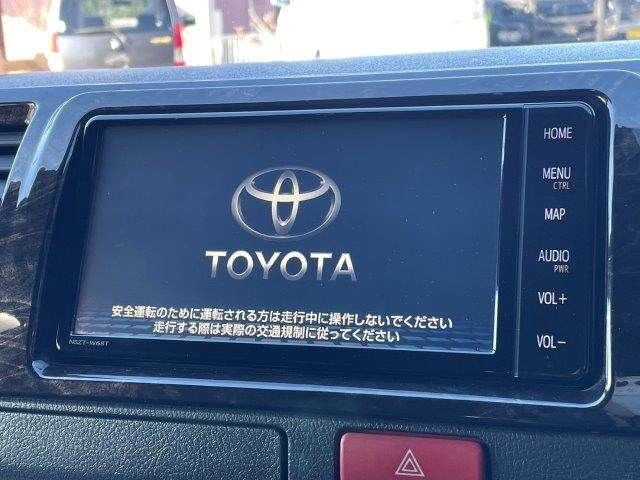 TOYOTA
安全運転のために運転される方は走行中に操作しないでください
走行する際は実際の交通規制に従ってください
NSZT-W68T
HOME
MENU
CTRL
MAP
AUDIO
PWR
VOL+
VOL−